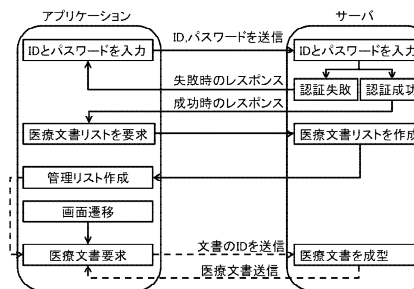 アプリケーション
サーバ
ID,パスワードを送信
IDとパスワードを入力
IDとパスワードを入力
失敗時のレスポンス
認証失敗
認証成功
成功時のレスポンス
医療文書リストを要求
医療文書リストを作成
管理リスト作成
画面遷移
文書のIDを送信
医療文書要求
医療文書を成型
医療文書送信